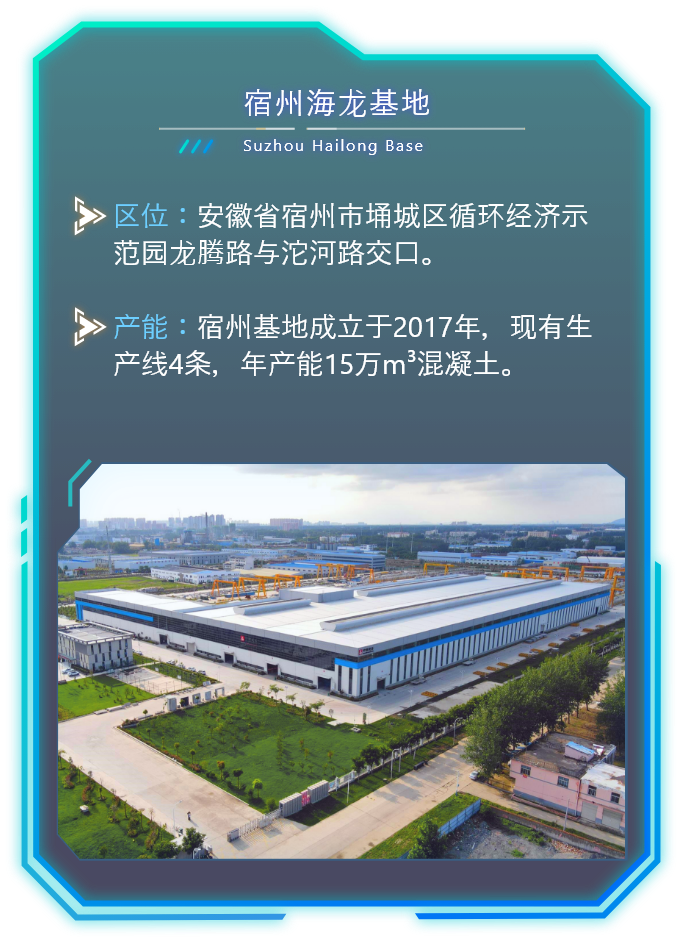 宿州海龙基地
Suzhou Hailong Base
区位：安徽省宿州市埇城区循环经济示
范园龙腾路与沱河路交口。
产能：宿州基地成立于2017年，现有生
产线4条，年产能15万m³混凝土。